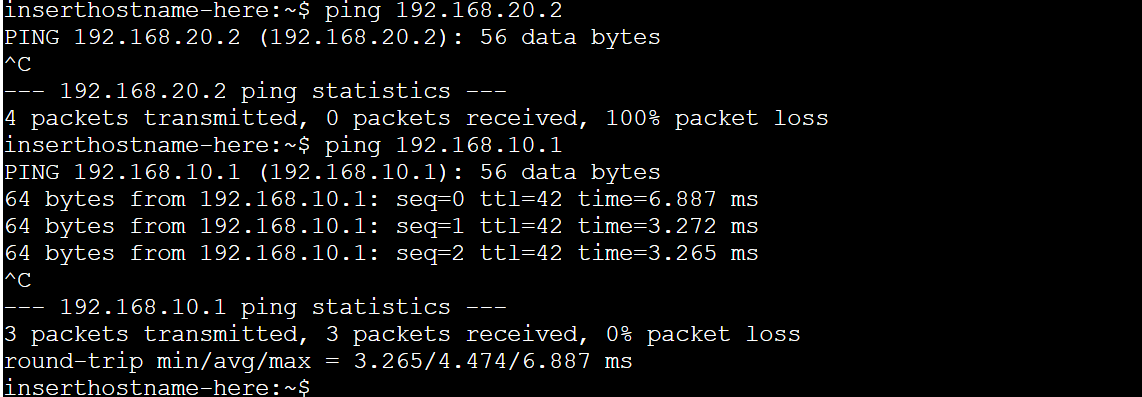 inserthostname-here:~$ ping 192.168.20.2
PING 192.168.20.2 (192.168.20.2): 56 data bytes
^C
--- 192.168.20.2 ping statistics ---
4 packets transmitted, 0 packets received, 100% packet loss
inserthostname-here:~$ ping 192.168.10.1
PING 192.168.10.1 (192.168.10.1): 56 data bytes
64 bytes from 192.168.10.1: seq=0 ttl=42 time=6.887 ms
64 bytes from 192.168.10.1: seq=1 ttl=42 time=3.272 ms
64 bytes from 192.168.10.1: seq=2 ttl=42 time=3.265 ms
^C
--- 192.168.10.1 ping statistics ---
3 packets transmitted, 3 packets received, 0% packet loss
round-trip min/avg/max = 3.265/4.474/6.887 ms
inserthostname-here:~$